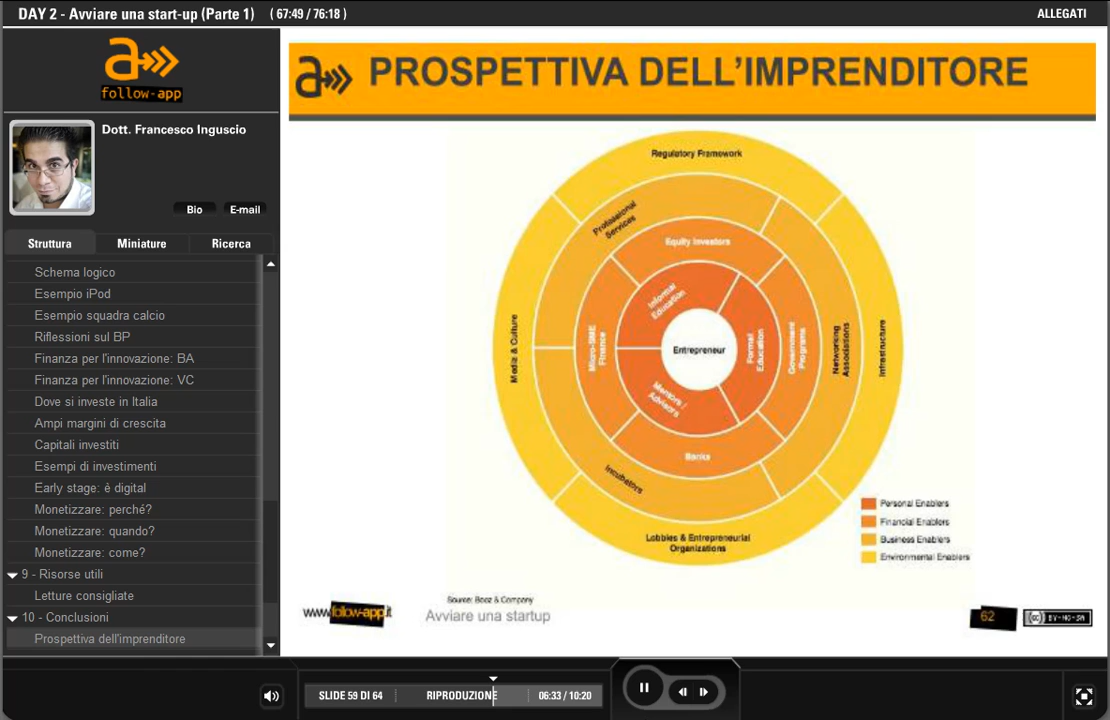 DAY 2 - Avviare una start-up (Parte 1) ( 67:49 / 76:18 )
ALLEGATI
follow-app
Dott. Francesco Inguscio
Bio E-mail
Struttura Miniature Ricerca
Schema logico
Esempio iPod
Esempio squadra calcio
Riflessioni sul BP
Finanza per l'innovazione: BA
Finanza per l'innovazione: VC
Dove si investe in Italia
Ampi margini di crescita
Capitali investiti
Esempi di investimenti
Early stage: è digital
Monetizzare: perché?
Monetizzare: quando?
Monetizzare: come?
9 - Risorse utili
Letture consigliate
10 - Conclusioni
Prospettiva dell'imprenditore
a PROSPETTIVA DELL'IMPRENDITORE
Regulatory Framework
Professional
Services
Equity Investors
Informal
Education
Media & Culture
Micro-SME
Finance
Entrepreneur
Formal
Education
Government
Programs
Networking
Associations
Infrastructure
Mentors /
Advisors
Banks
Incubators
Lobbies & Entrepreneurial
Organizations
Personal Enablers
Financial Enablers
Business Enablers
Environmental Enablers
Source: Booz & Company
www.follow-app.it
Avviare una startup
62
(cc) BY-NC-SA
SLIDE 59 DI 64
RIPRODUZIONE
06:33 / 10:20